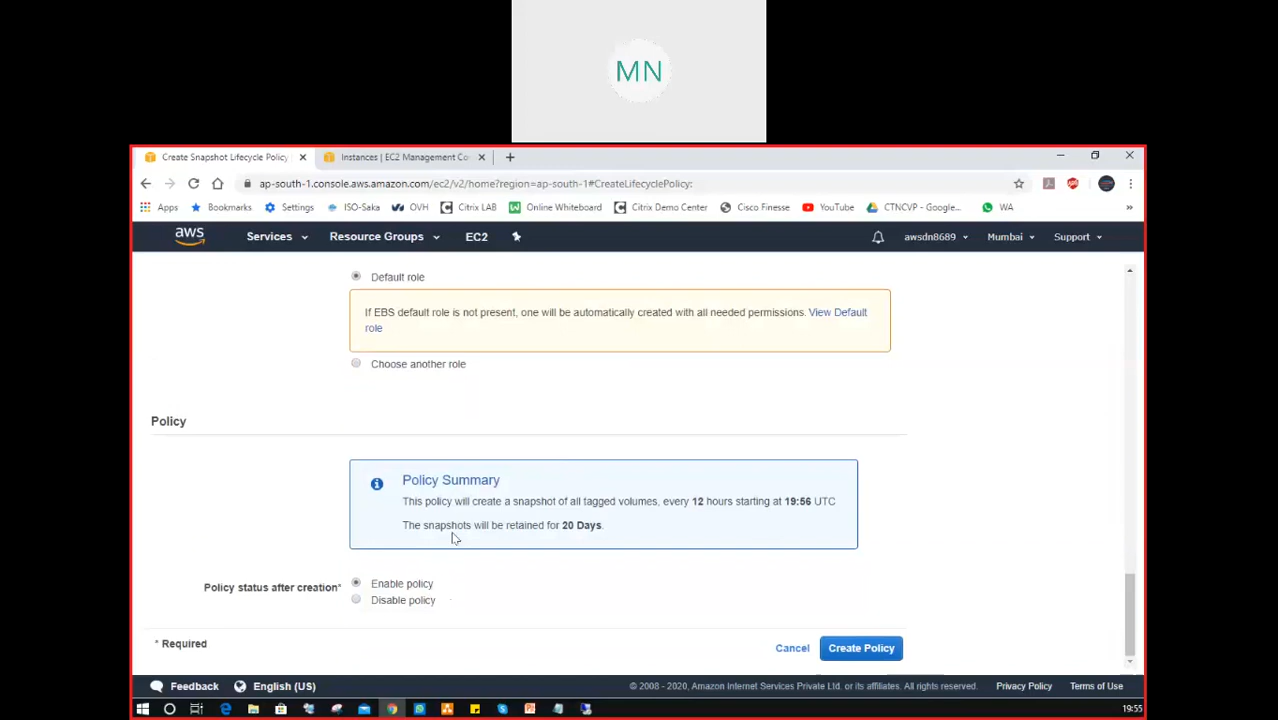 MN
Create Snapshot Lifecycle Policy
Instances | EC2 Management Co
ap-south-1.console.aws.amazon.com/ec2/v2/home?region=ap-south-1#CreateLifecyclePolicy:
Apps Bookmarks Settings ISO-Saka OVH Citrix LAB Online Whiteboard Citrix Demo Center Cisco Finesse YouTube CTNCVP - Google... WA »
aws Services Resource Groups EC2 awsdn8689 Mumbai Support
Default role
If EBS default role is not present, one will be automatically created with all needed permissions. View Default
role
Choose another role
Policy
Policy Summary
This policy will create a snapshot of all tagged volumes, every 12 hours starting at 19:56 UTC
The snapshots will be retained for 20 Days.
Policy status after creation*
Enable policy
Disable policy
* Required
Cancel
Create Policy
Feedback English (US) © 2008 - 2020, Amazon Internet Services Private Ltd. or its affiliates. All rights reserved. Privacy Policy Terms of Use
19:55